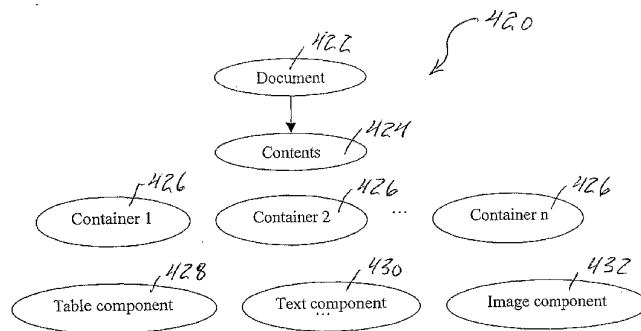 420
422
Document
424
Contents
426 426 426
Container 1 Container 2 ... Container n
428 430 432
Table component Text component Image component
...